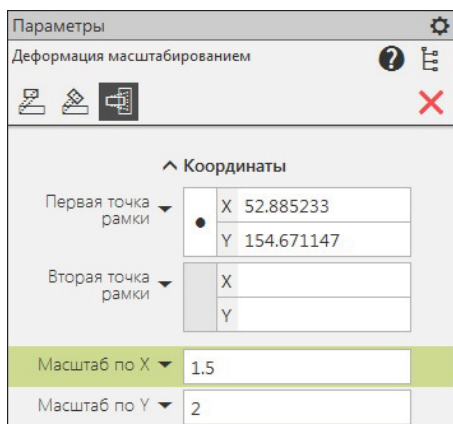 Параметры
Деформация масштабированием
Координаты
Первая точка рамки
X 52.885233
Y 154.671147
Вторая точка рамки
X
Y
Масштаб по X 1.5
Масштаб по Y 2